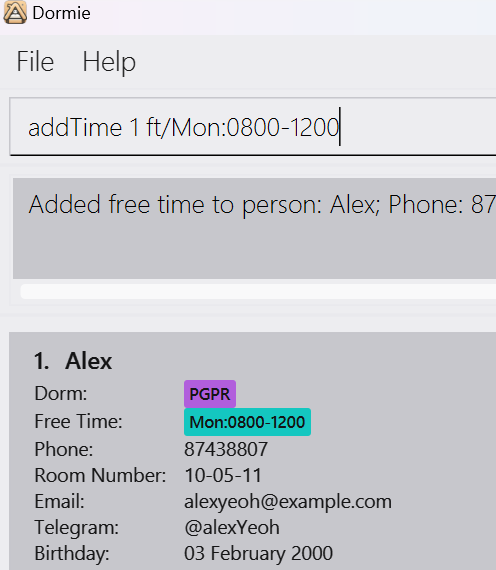 Dormie
File Help
addTime 1 ft/Mon:0800-1200
Added free time to person: Alex; Phone: 87
1. Alex
Dorm: PGPR
Free Time: Mon:0800-1200
Phone: 87438807
Room Number: 10-05-11
Email: alexyeoh@example.com
Telegram: @alexYeoh
Birthday: 03 February 2000